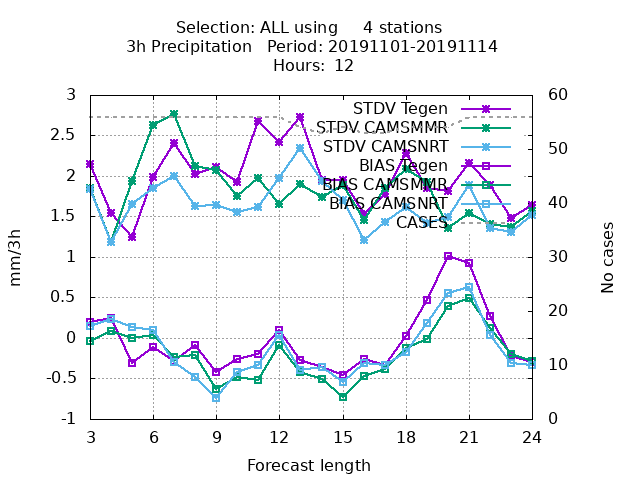 Selection: ALL using     4 stations
3h Precipitation   Period: 20191101-20191114
Hours: 12
STDV Tegen
STDV CAMSMMR
STDV CAMSNRT
BIAS Tegen
BIAS CAMSMMR
BIAS CAMSNRT
CASES
3
2.5
2
1.5
1
0.5
0
-0.5
-1
mm/3h
60
50
40
30
20
10
0
No cases
3 6 9 12 15 18 21 24
Forecast length